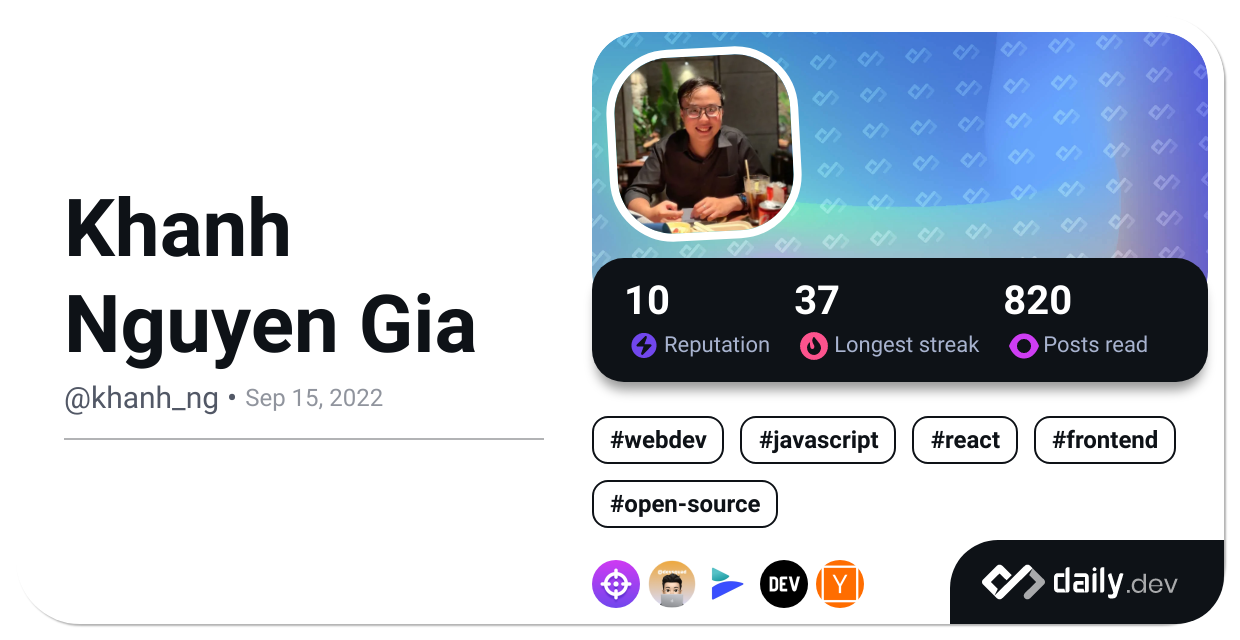 Khanh
Nguyen Gia
@khanh_ng • Sep 15, 2022
10 37 820
Reputation Longest streak Posts read
#webdev #javascript #react #frontend
#open-source
DEV Y
daily.dev